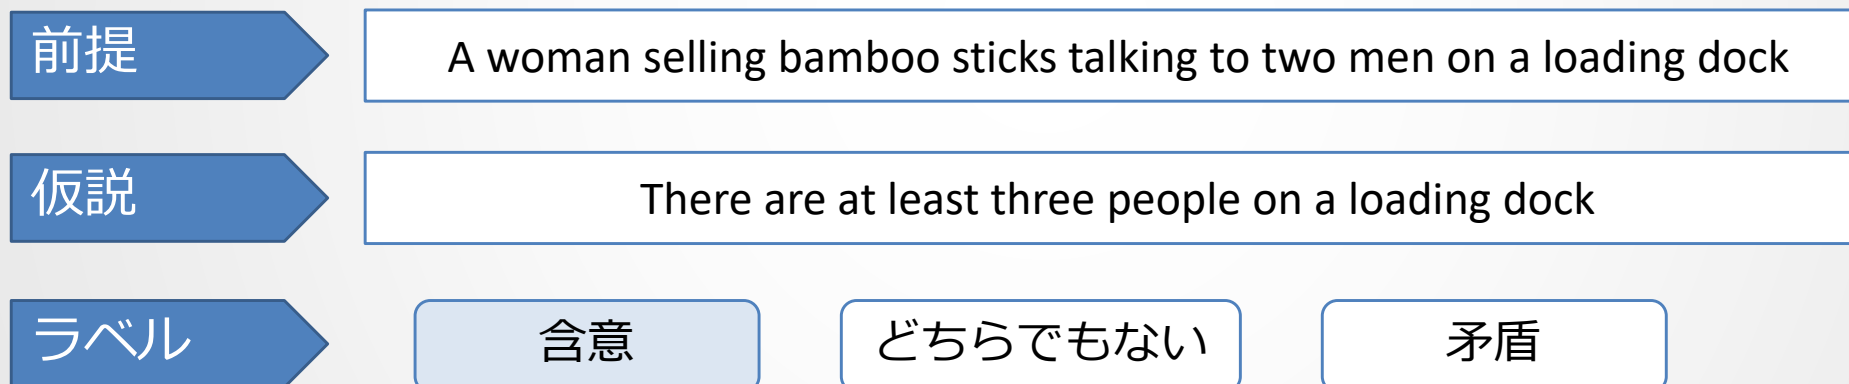 前提
A woman selling bamboo sticks talking to two men on a loading dock
仮説
There are at least three people on a loading dock
ラベル
含意
どちらでもない
矛盾